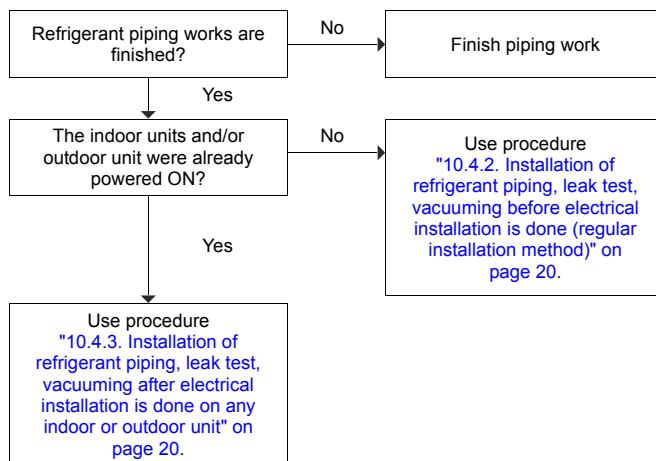 Refrigerant piping works are
finished?
No
Finish piping work
Yes
The indoor units and/or
outdoor unit were already
powered ON?
No
Use procedure
"10.4.2. Installation of
refrigerant piping, leak test,
vacuuming before electrical
installation is done (regular
installation method)" on
page 20.
Yes
Use procedure
"10.4.3. Installation of
refrigerant piping, leak test,
vacuuming after electrical
installation is done on any
indoor or outdoor unit" on
page 20.